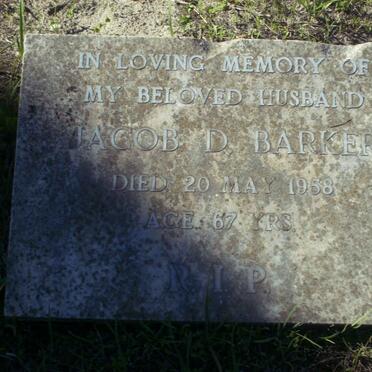 IN LOVING MEMORY OF
MY BELOVED HUSBAND
JACOB D. BARKER
DIED 20 MAY 1958
AGE 67 YRS
R.I.P.